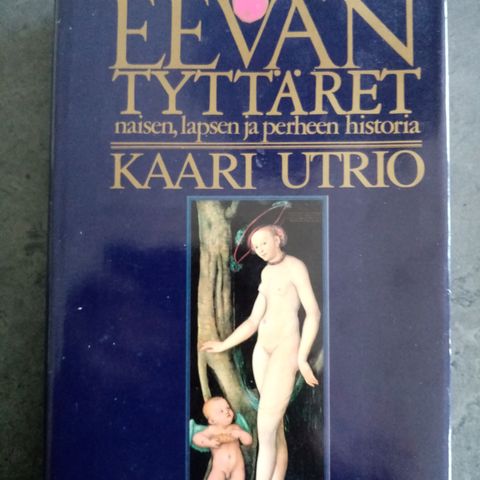 EEVAN
TYTTÄRET
naisen, lapsen ja perheen historia
KAARI UTRIO